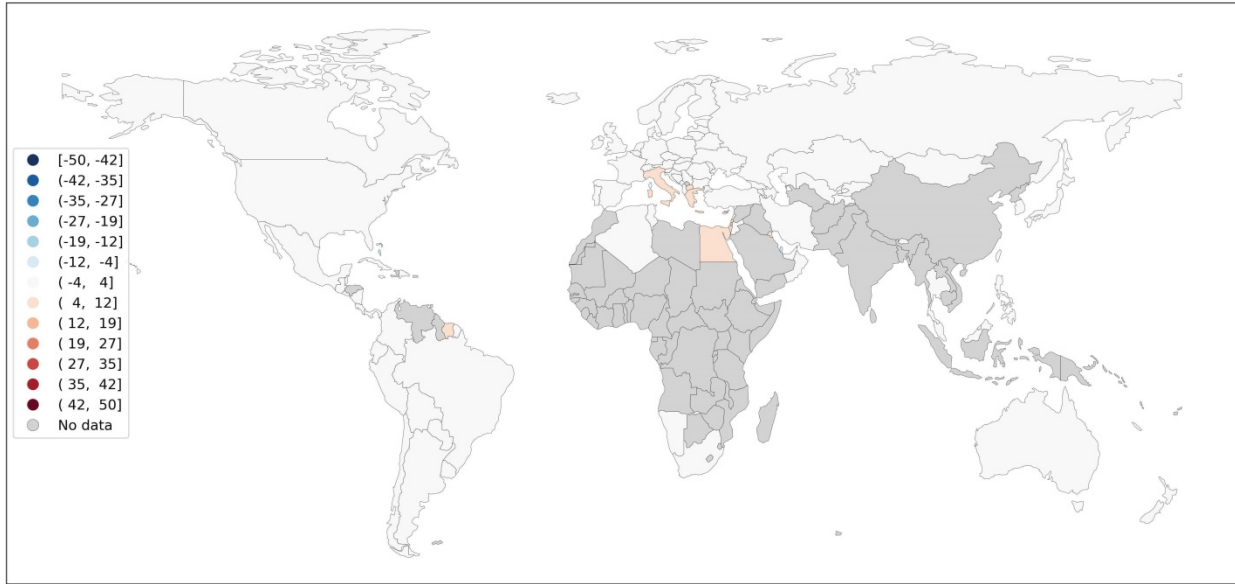 [-50, -42]
(-42, -35]
(-35, -27]
(-27, -19]
(-19, -12]
(-12,  -4]
( -4,   4]
(  4,  12]
( 12,  19]
( 19,  27]
( 27,  35]
( 35,  42]
( 42,  50]
No data